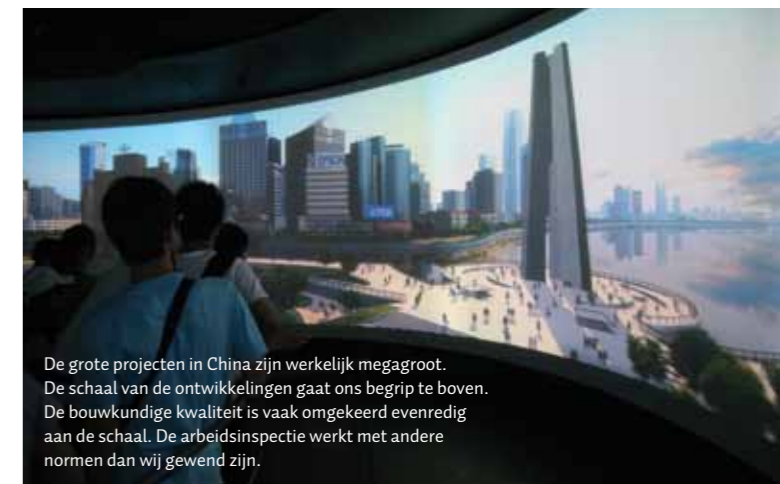 De grote projecten in China zijn werkelijk megagroot.
De schaal van de ontwikkelingen gaat ons begrip te boven.
De bouwkundige kwaliteit is vaak omgekeerd evenredig
aan de schaal. De arbeidsinspectie werkt met andere
normen dan wij gewend zijn.